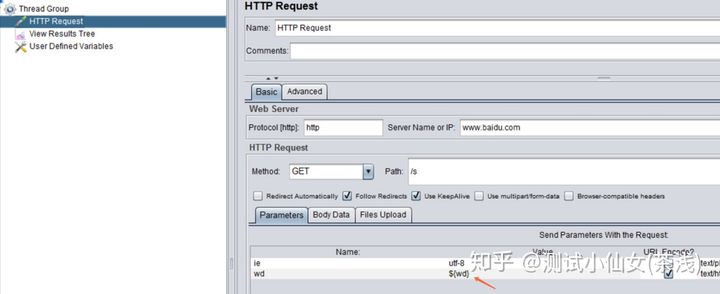 Thread Group
HTTP Request
View Results Tree
User Defined Variables
HTTP Request
Name: HTTP Request
Comments:
Basic Advanced
Web Server
Protocol [http]: http Server Name or IP: www.baidu.com
HTTP Request
Method: GET Path: /s
Redirect Automatically Follow Redirects Use KeepAlive Use multipart/form-data Browser-compatible headers
Parameters Body Data Files Upload
Send Parameters With the Request:
Name: Value URL Encode?
ie utf-8 text/pl
wd ${wd} text/ht
知乎 @测试小仙女(茶浅)